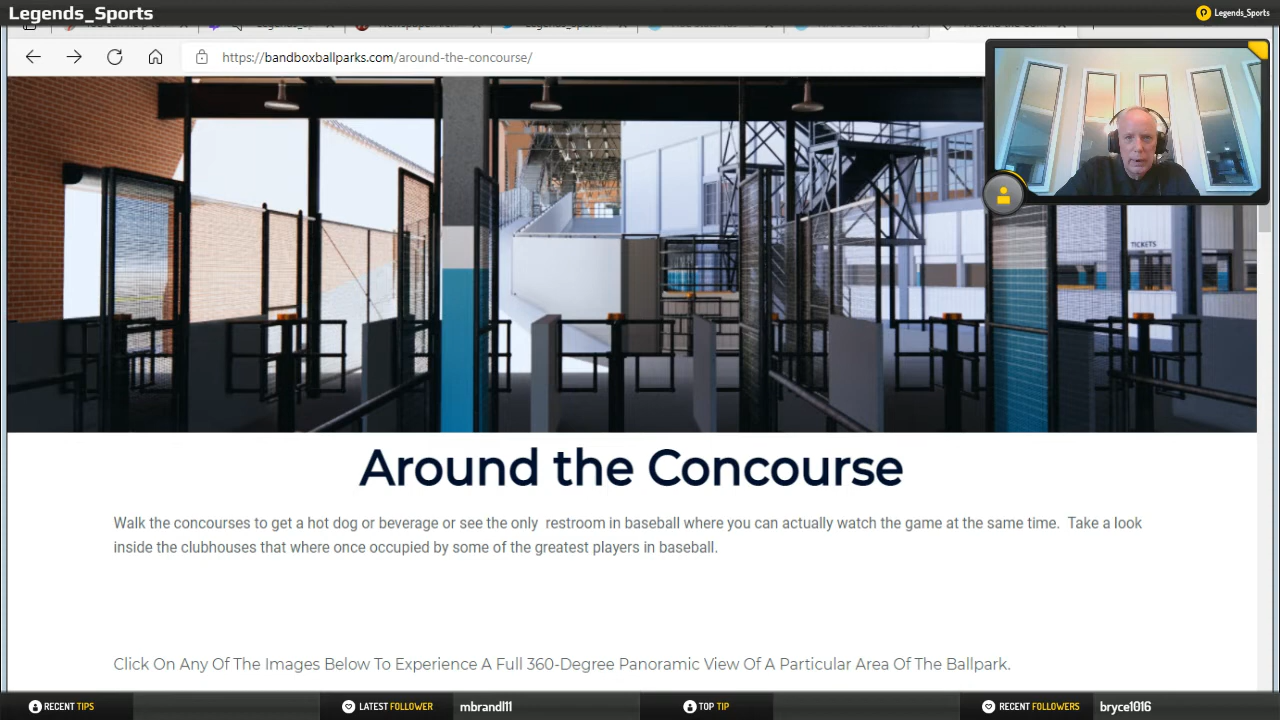 Legends_Sports
Legends_Sports
https://bandboxballparks.com/around-the-concourse/
TICKETS
Around the Concourse
Walk the concourses to get a hot dog or beverage or see the only restroom in baseball where you can actually watch the game at the same time. Take a look
inside the clubhouses that where once occupied by some of the greatest players in baseball.
Click On Any Of The Images Below To Experience A Full 360-Degree Panoramic View Of A Particular Area Of The Ballpark.
RECENT TIPS
LATEST FOLLOWER
mbrandl11
TOP TIP
RECENT FOLLOWERS
bryce1016